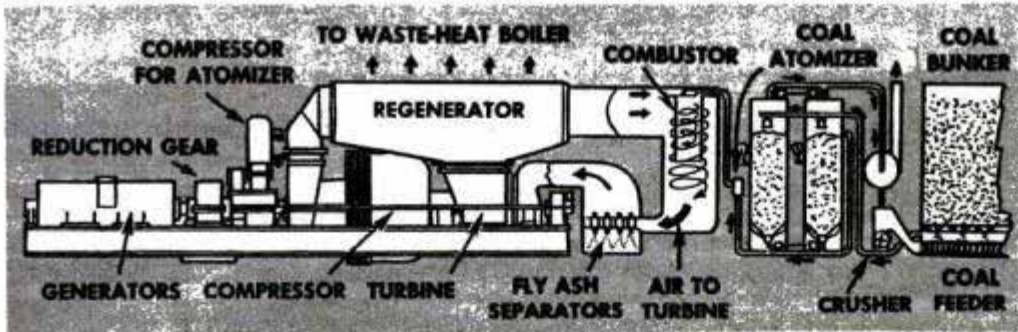 TO WASTE-HEAT BOILER
COMPRESSOR
FOR ATOMIZER
COMBUSTOR
COAL
ATOMIZER
COAL
BUNKER
REGENERATOR
REDUCTION GEAR
GENERATORS
COMPRESSOR
TURBINE
FLY ASH
SEPARATORS
AIR TO
TURBINE
CRUSHER
COAL
FEEDER